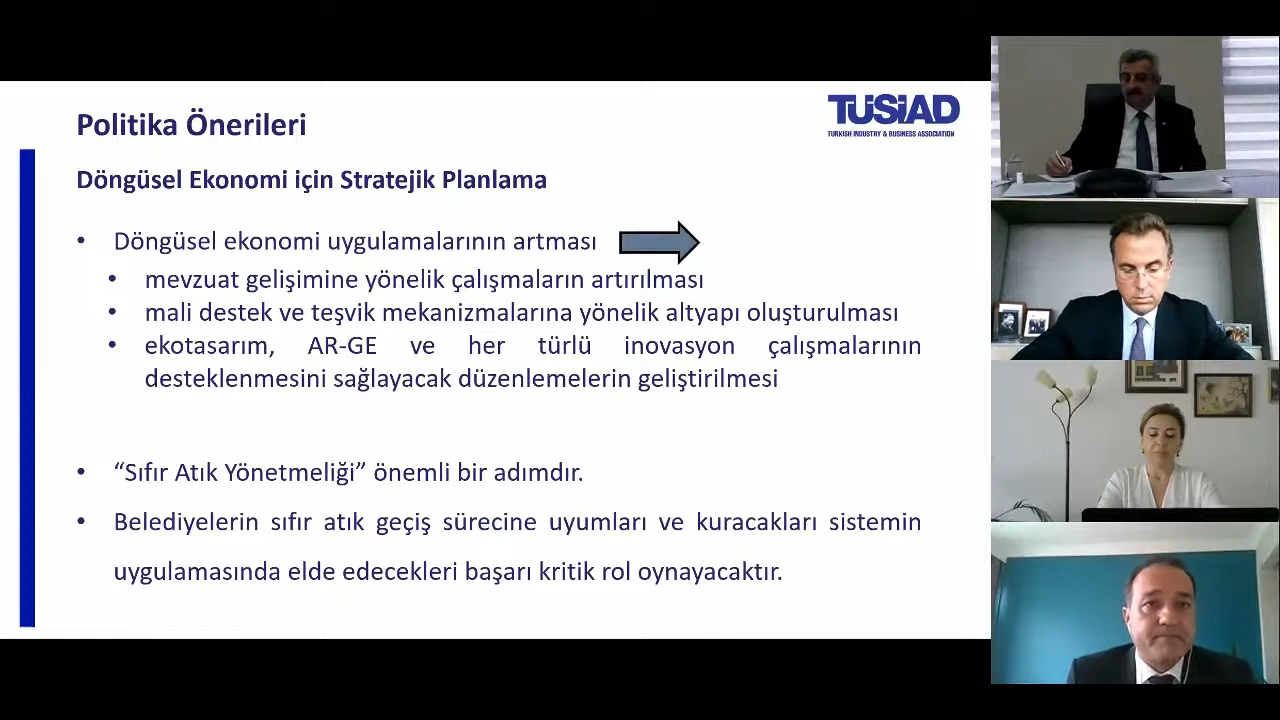 Politika Önerileri
TUSiAD
TURKISH INDUSTRY & BUSINESS ASSOCIATION
Döngüsel Ekonomi için Stratejik Planlama
• Döngüsel ekonomi uygulamalarının artması
• mevzuat gelişimine yönelik çalışmaların artırılması
• mali destek ve teşvik mekanizmalarına yönelik altyapı oluşturulması
• ekotasarım, AR-GE ve her türlü inovasyon çalışmalarının
desteklenmesini sağlayacak düzenlemelerin geliştirilmesi
• “Sıfır Atık Yönetmeliği” önemli bir adımdır.
• Belediyelerin sıfır atık geçiş sürecine uyumları ve kuracakları sistemin
uygulamasında elde edecekleri başarı kritik rol oynayacaktır.